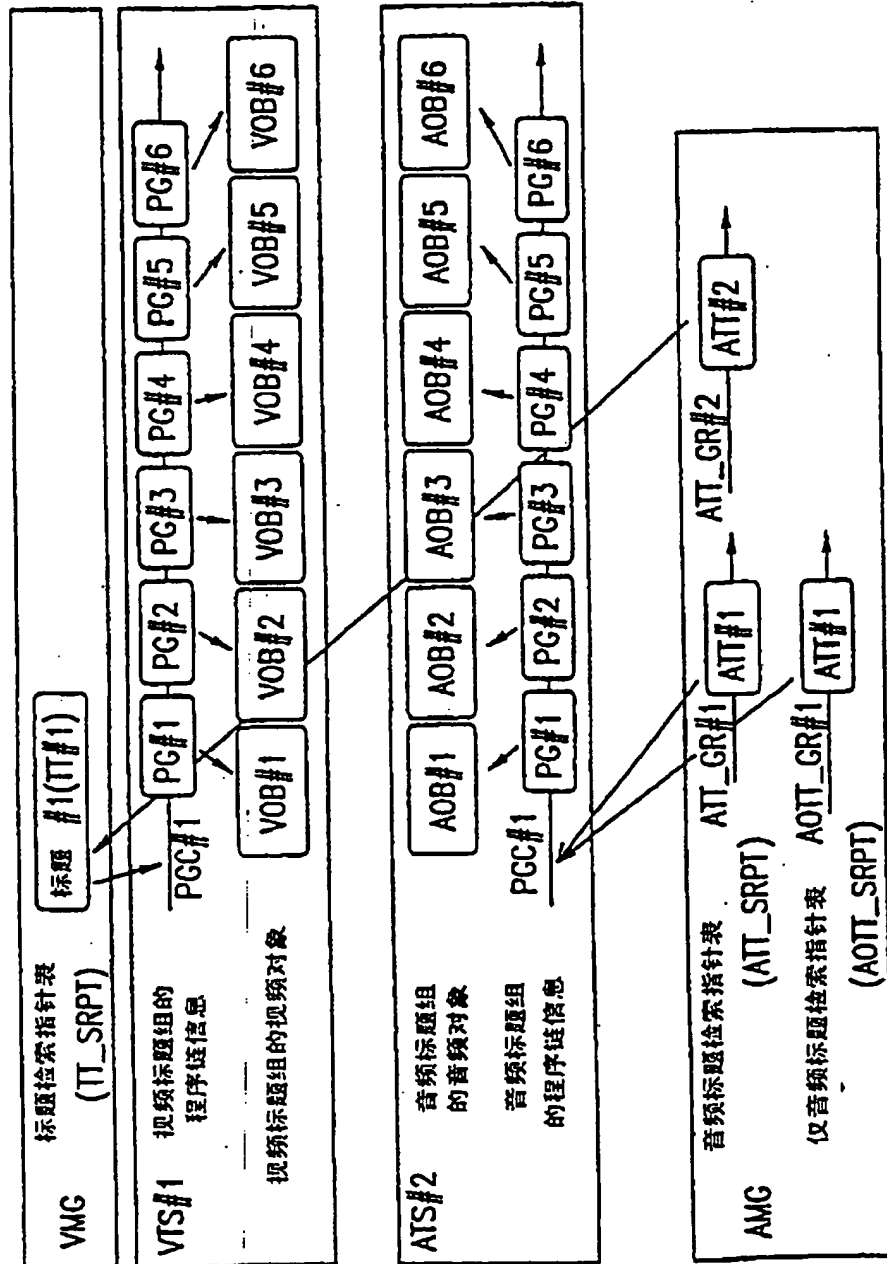 VMG
标题检索指针表
(TT_SRPT)
标题 #1(TT#1)
VTS#1
视频标题组的
程序链信息
PGC#1
PG#1
PG#2
PG#3
PG#4
PG#5
PG#6
视频标题组的视频对象
VOB#1
VOB#2
VOB#3
VOB#4
VOB#5
VOB#6
ATS#2
音频标题组
的音频对象
AOB#1
AOB#2
AOB#3
AOB#4
AOB#5
AOB#6
音频标题组
的程序链信息
PGC#1
PG#1
PG#2
PG#3
PG#4
PG#5
PG#6
AMG
音频标题检索指针表
(ATT_SRPT)
ATT_GR#1
ATT#1
ATT_GR#2
ATT#2
仅音频标题检索指针表
(AOTT_SRPT)
AOTT_GR#1
ATT#1